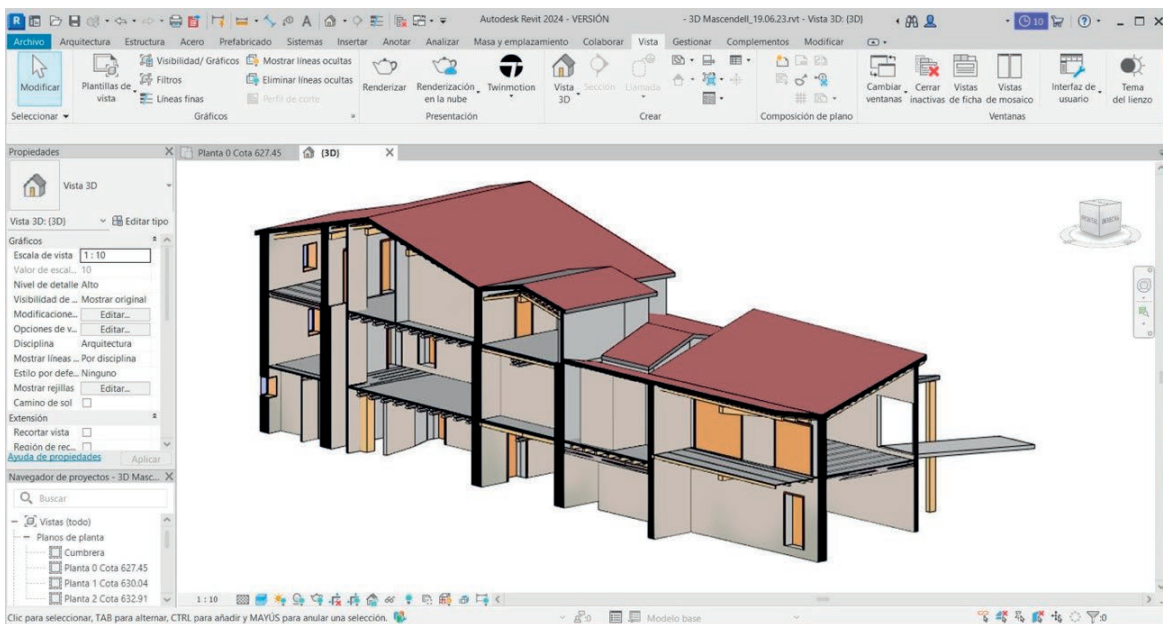 R Autodesk Revit 2024 - VERSIÓN - 3D Mascendell_19.06.23.rvt - Vista 3D: {3D} 10
Archivo Arquitectura Estructura Acero Prefabricado Sistemas Insertar Anotar Analizar Masa y emplazamiento Colaborar Vista Gestionar Complementos Modificar
Modificar
Seleccionar
Plantillas de vista
Visibilidad/ Gráficos
Filtros
Líneas finas
Mostrar líneas ocultas
Eliminar líneas ocultas
Perfil de corte
Gráficos
Renderizar
Renderización en la nube
Twinmotion
Presentación
Vista 3D
Sección
Llamada
Crear
Composición de plano
Cambiar ventanas
Cerrar inactivas
Vistas de ficha
Vistas de mosaico
Ventanas
Interfaz de usuario
Tema del lienzo
Propiedades
Planta 0 Cota 627.45
{3D}
Vista 3D
Vista 3D: {3D}
Editar tipo
Gráficos
Escala de vista 1 : 10
Valor de escal... 10
Nivel de detalle Alto
Visibilidad de ... Mostrar original
Modificacione... Editar...
Opciones de v... Editar...
Disciplina Arquitectura
Mostrar líneas ... Por disciplina
Estilo por defe... Ninguno
Mostrar rejillas Editar...
Camino de sol
Extensión
Recortar vista
Región de rec...
Ayuda de propiedades Aplicar
Navegador de proyectos - 3D Masc...
Buscar
Vistas (todo)
Planos de planta
Cumbrera
Planta 0 Cota 627.45
Planta 1 Cota 630.04
Planta 2 Cota 632.91
1 : 10
Clic para seleccionar, TAB para alternar, CTRL para añadir y MAYÚS para anular una selección.
:0
Modelo base
:0